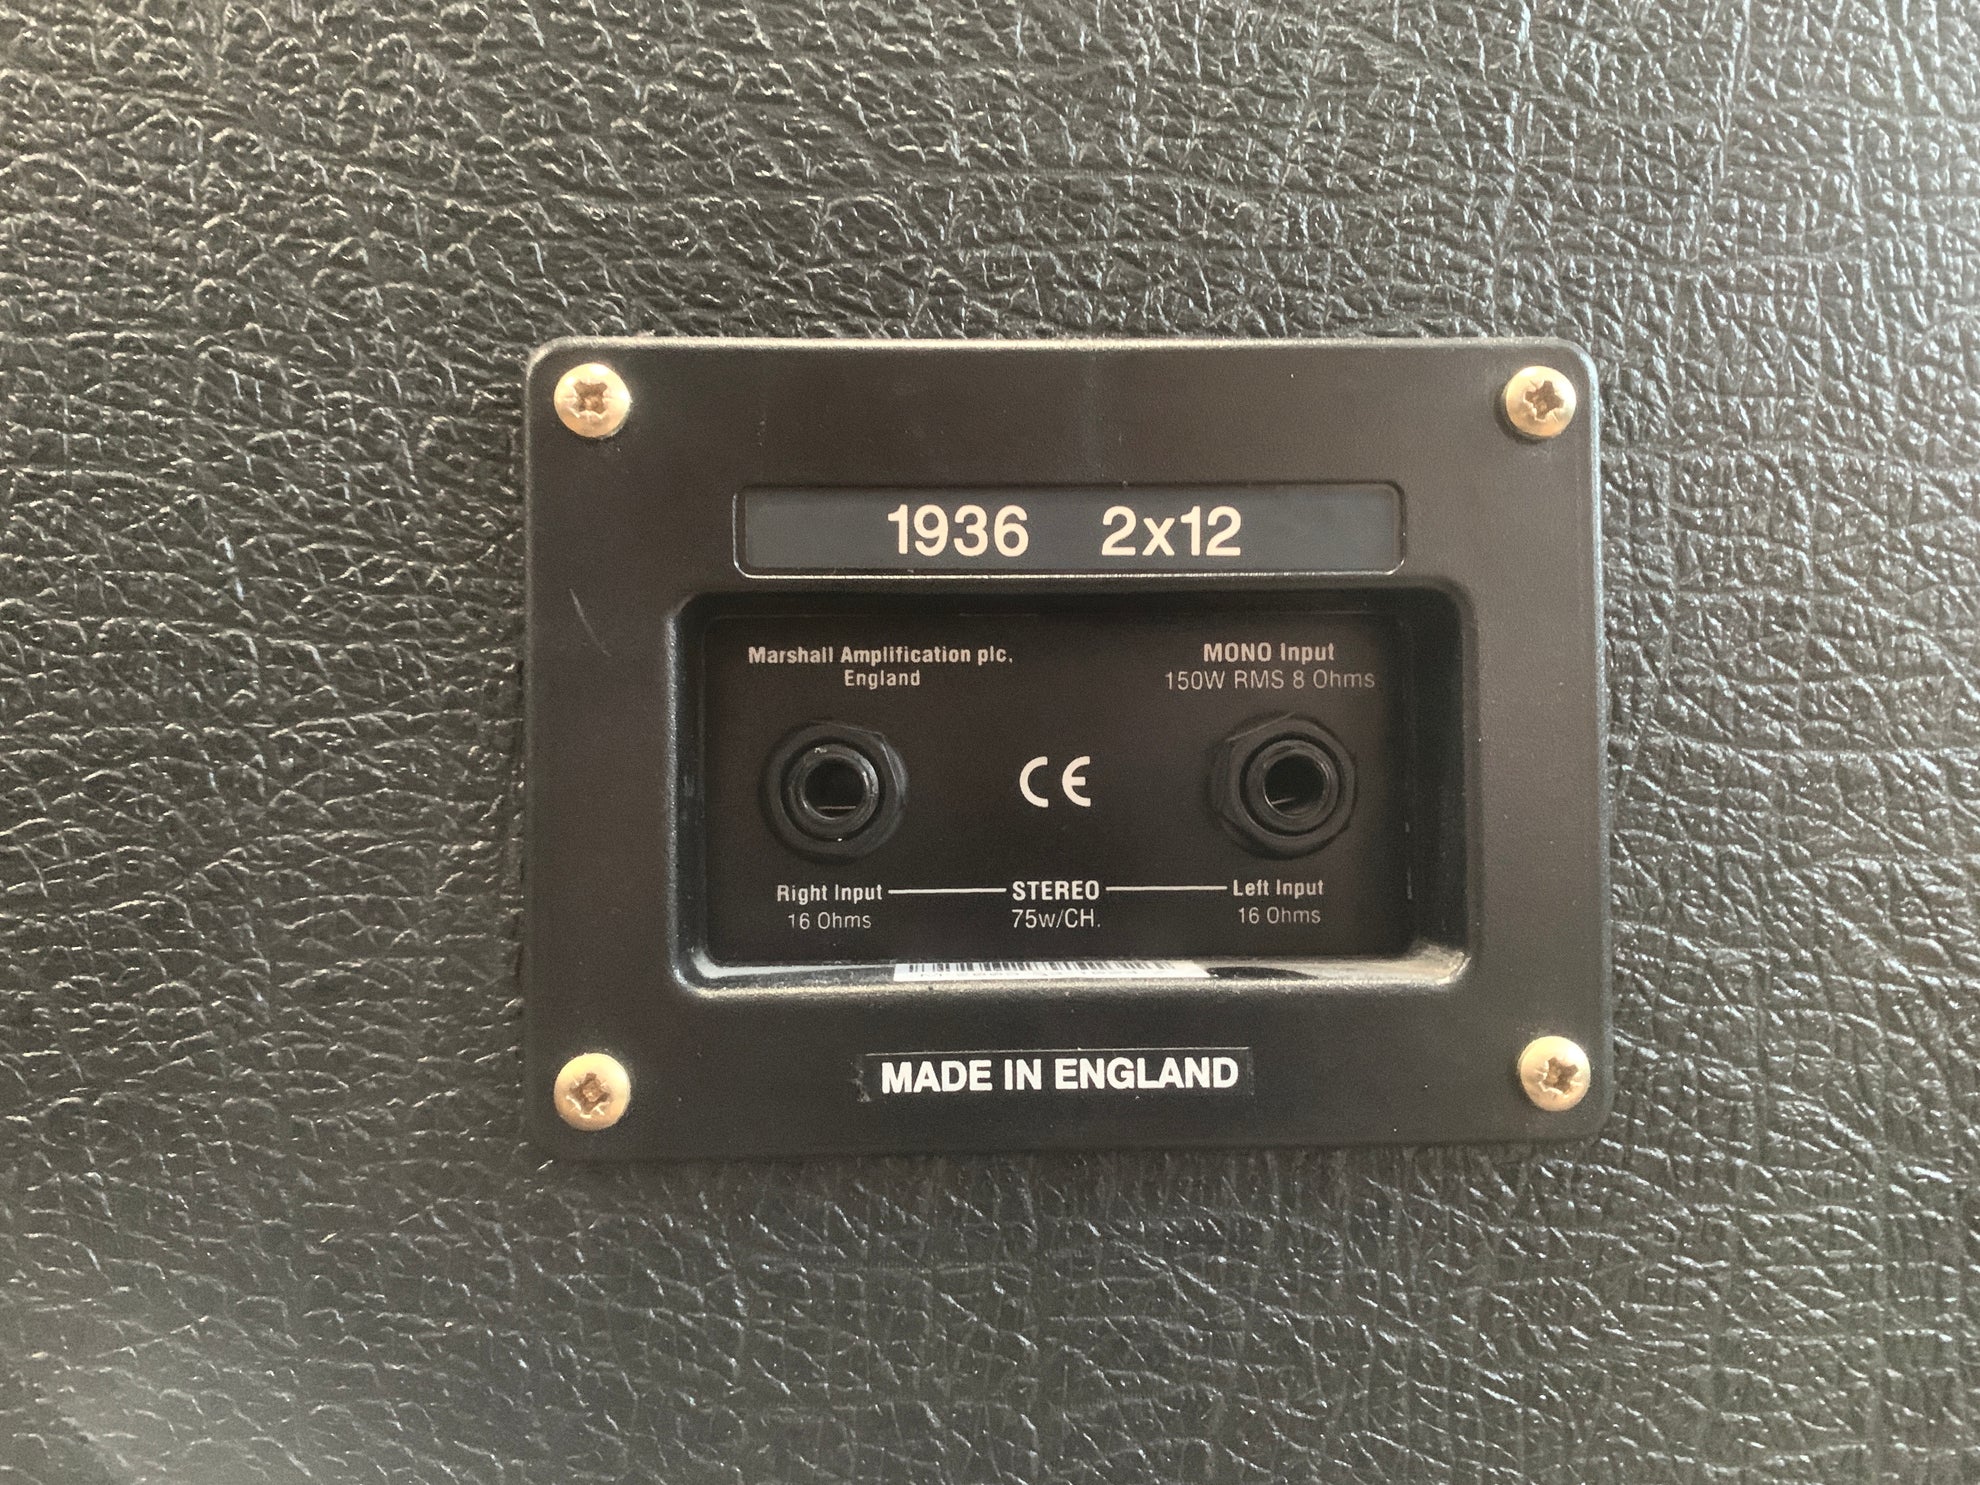 1936 2x12
Marshall Amplification plc.
England
MONO Input
150W RMS 8 Ohms
CE
Right Input STEREO Left Input
16 Ohms 75w/CH. 16 Ohms
MADE IN ENGLAND